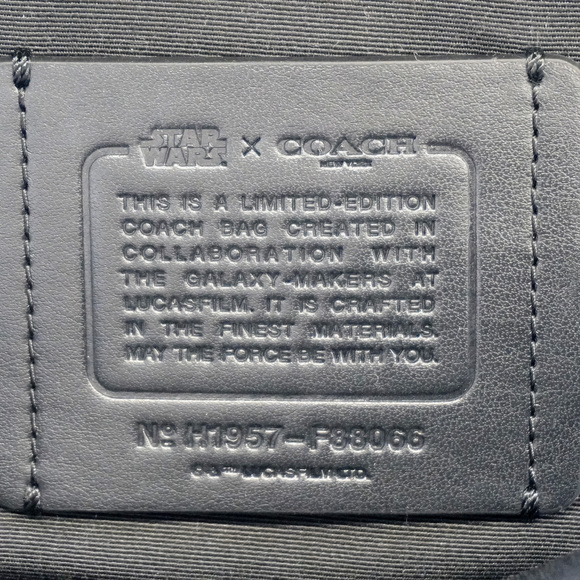 STAR WARS × COACH
NEW YORK
THIS IS A LIMITED-EDITION
COACH BAG CREATED IN
COLLABORATION WITH
THE GALAXY-MAKERS AT
LUCASFILM. IT IS CRAFTED
IN THE FINEST MATERIALS.
MAY THE FORCE BE WITH YOU.
Nº H1957-F88066
© & ™ LUCASFILM LTD.